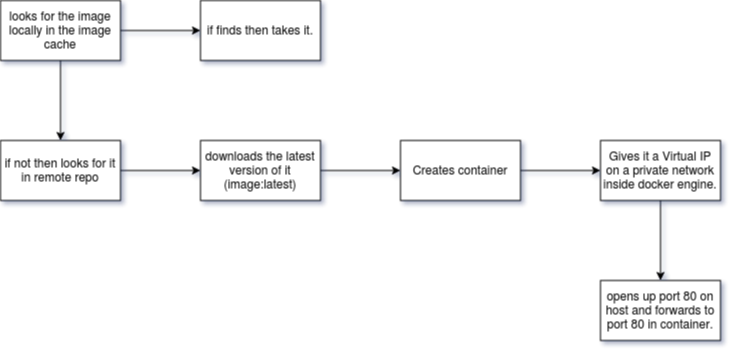 looks for the image
locally in the image
cache
if finds then takes it.
if not then looks for it
in remote repo
downloads the latest
version of it
(image:latest)
Creates container
Gives it a Virtual IP
on a private network
inside docker engine.
opens up port 80 on
host and forwards to
port 80 in container.